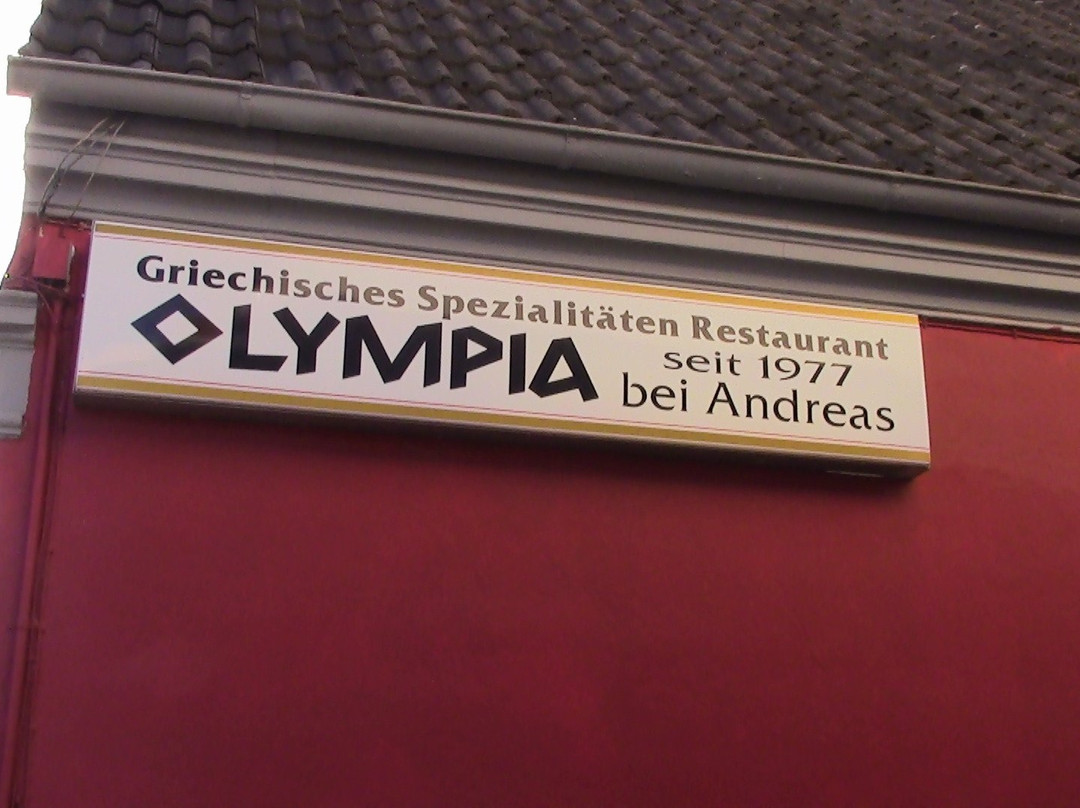 Griechisches Spezialitäten Restaurant
OLYMPIA
seit 1977
bei Andreas